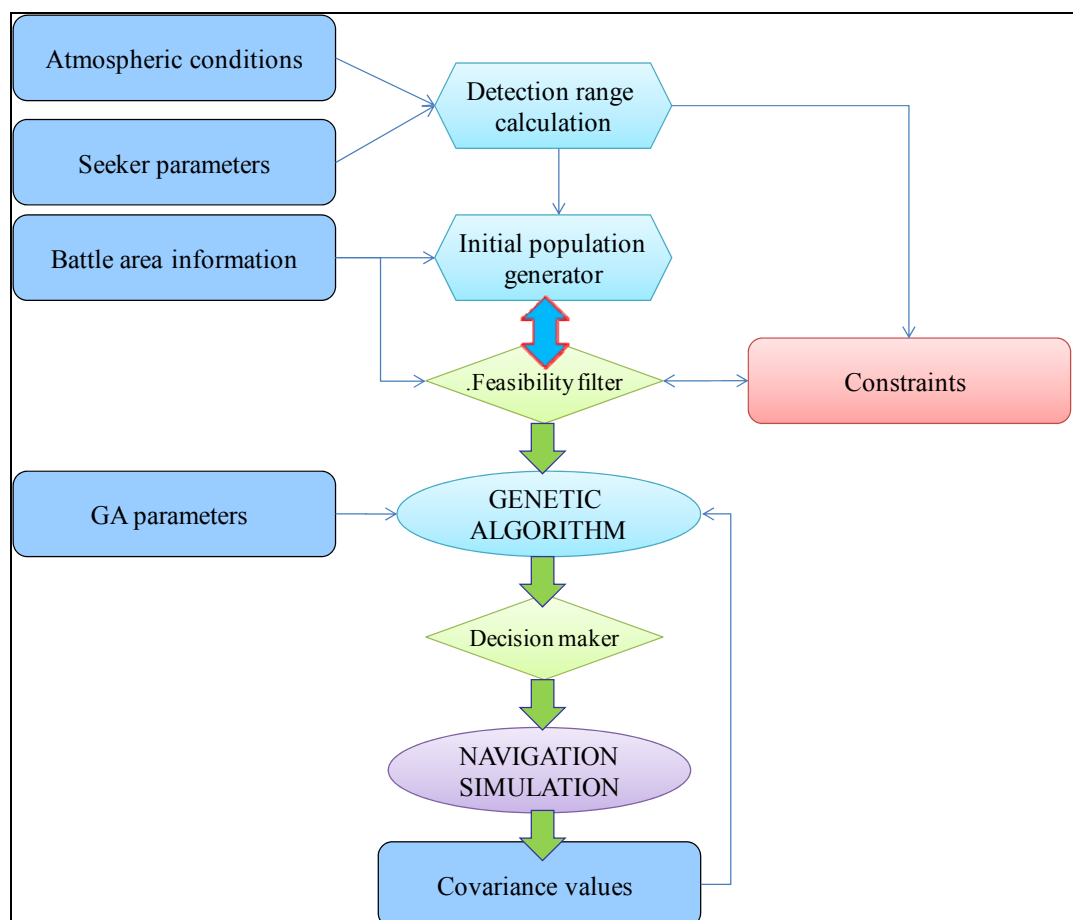 Atmospheric conditions
Detection range
calculation
Seeker parameters
Battle area information
Initial population
generator
.Feasibility filter
Constraints
GA parameters
GENETIC
ALGORITHM
Decision maker
NAVIGATION
SIMULATION
Covariance values